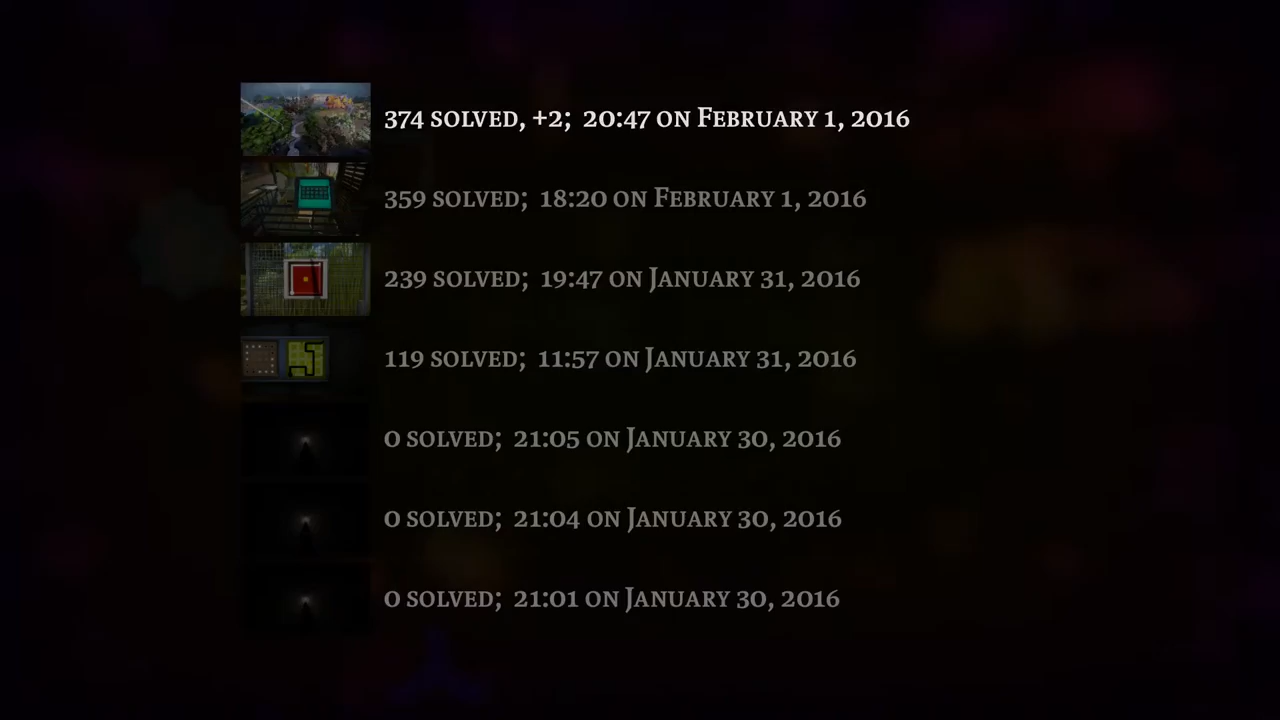 374 solved, +2; 20:47 on February 1, 2016
359 solved; 18:20 on February 1, 2016
239 solved; 19:47 on January 31, 2016
119 solved; 11:57 on January 31, 2016
0 solved; 21:05 on January 30, 2016
0 solved; 21:04 on January 30, 2016
0 solved; 21:01 on January 30, 2016